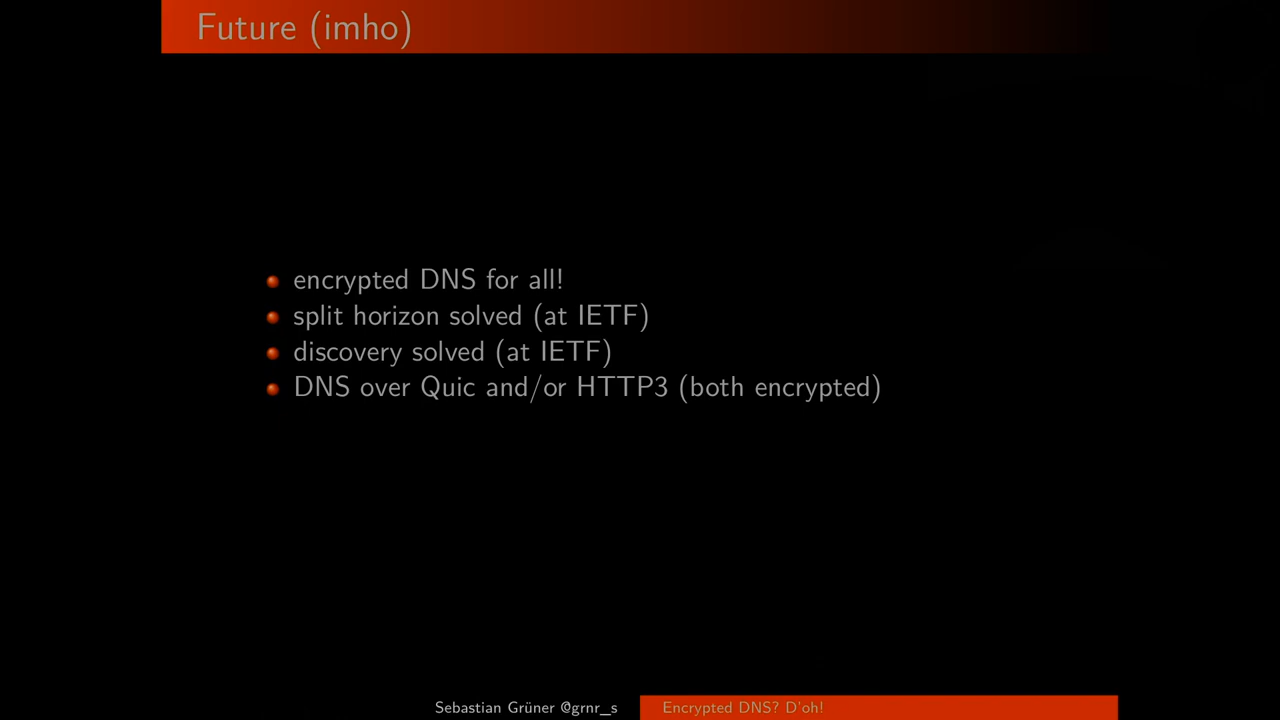 Future (imho)
encrypted DNS for all!
split horizon solved (at IETF)
discovery solved (at IETF)
DNS over Quic and/or HTTP3 (both encrypted)
Sebastian Grüner @grnr_s
Encrypted DNS? D'oh!